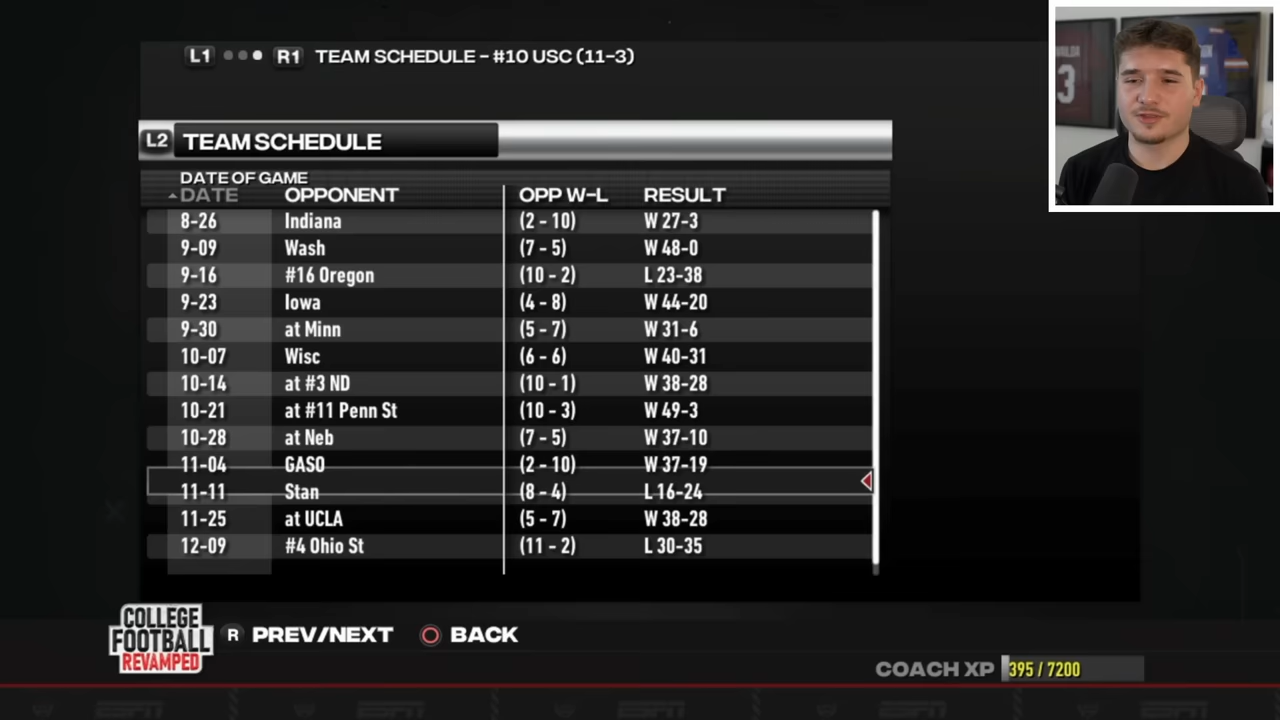 L1 R1 TEAM SCHEDULE - #10 USC (11-3)
L2 TEAM SCHEDULE
DATE OF GAME
DATE OPPONENT OPP W-L RESULT
8-26 Indiana (2 - 10) W 27-3
9-09 Wash (7 - 5) W 48-0
9-16 #16 Oregon (10 - 2) L 23-38
9-23 Iowa (4 - 8) W 44-20
9-30 at Minn (5 - 7) W 31-6
10-07 Wisc (6 - 6) W 40-31
10-14 at #3 ND (10 - 1) W 38-28
10-21 at #11 Penn St (10 - 3) W 49-3
10-28 at Neb (7 - 5) W 37-10
11-04 GASO (2 - 10) W 37-19
11-11 Stan (8 - 4) L 16-24
11-25 at UCLA (5 - 7) W 38-28
12-09 #4 Ohio St (11 - 2) L 30-35
COLLEGE
FOOTBALL
REVAMPED
R PREV/NEXT BACK
COACH XP 395 / 7200
3